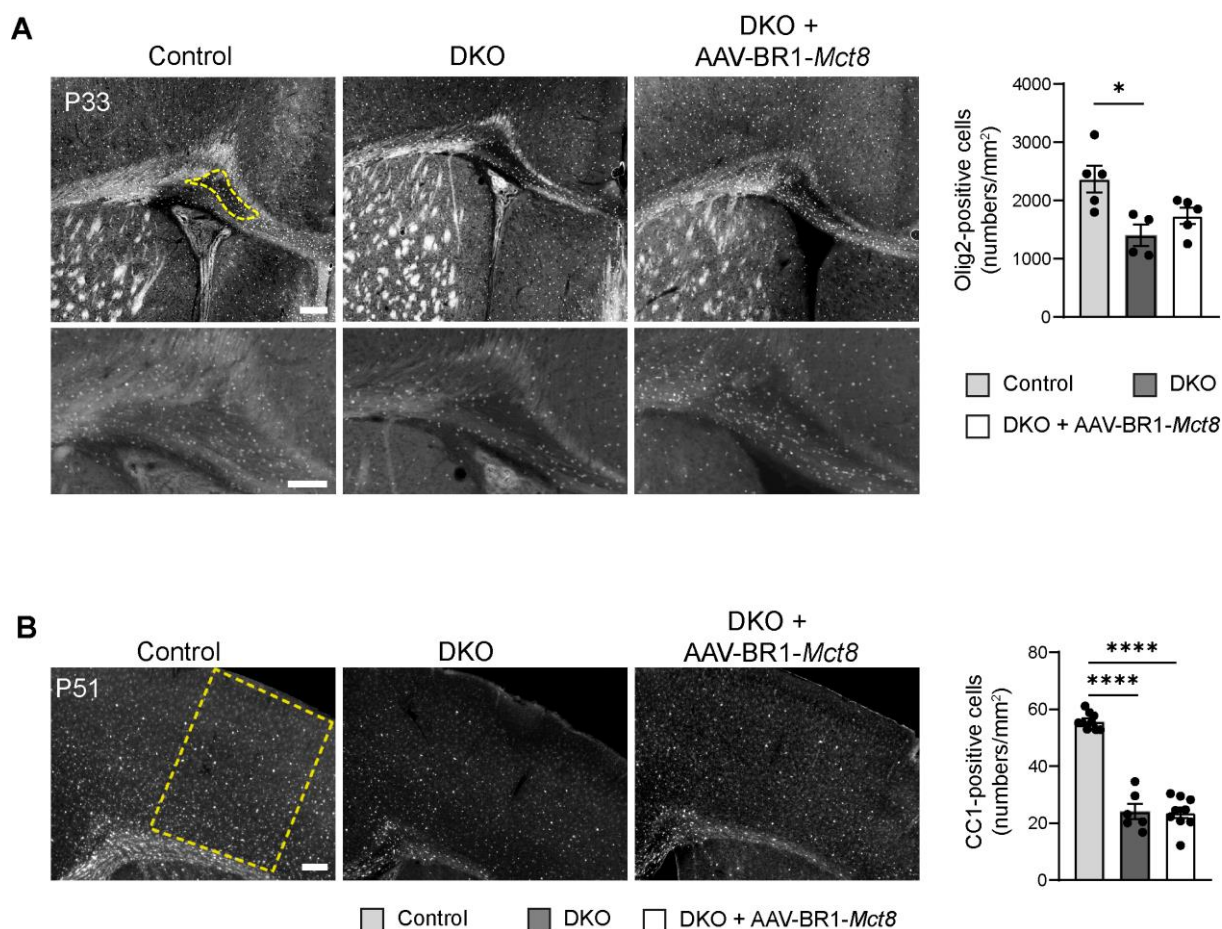 A
Control
DKO
DKO +
AAV-BR1-Mct8
P33
Olig2-positive cells
(numbers/mm²)
4000
3000
2000
1000
0
*
Control
DKO
DKO + AAV-BR1-Mct8
B
Control
DKO
DKO +
AAV-BR1-Mct8
P51
CC1-positive cells
(numbers/mm²)
80
60
40
20
0
****
****
Control
DKO
DKO + AAV-BR1-Mct8